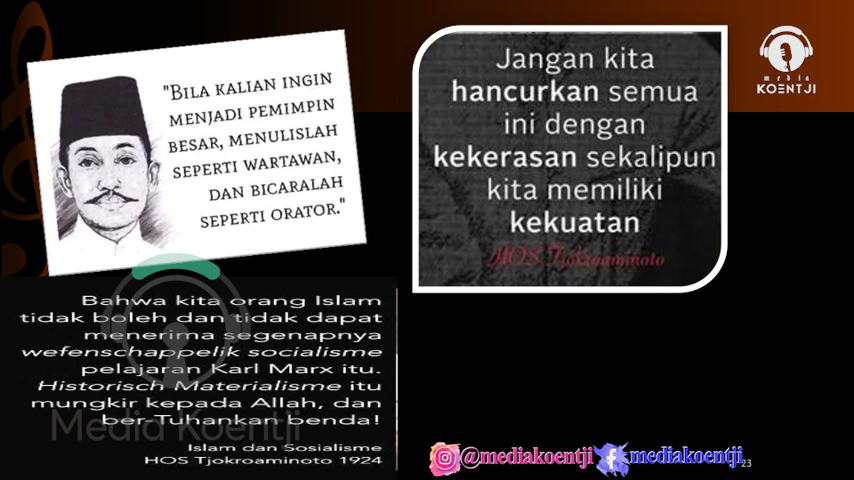 "BILA KALIAN INGIN
MENJADI PEMIMPIN
BESAR, MENULISLAH
SEPERTI WARTAWAN,
DAN BICARALAH
SEPERTI ORATOR."
Jangan kita
hancurkan semua
ini dengan
kekerasan sekalipun
kita memiliki
kekuatan
HOS Tjokroaminoto
media
KOENTJI
Bahwa kita orang Islam
tidak boleh dan tidak dapat
menerima segenapnya
wefenschappelik socialisme
pelajaran Karl Marx itu.
Historisch Materialisme itu
mungkir kepada Allah, dan
ber-Tuhankan benda!
Media Koentji
Islam dan Sosialisme
HOS Tjokroaminoto 1924
@mediakoentji
mediakoentji
23